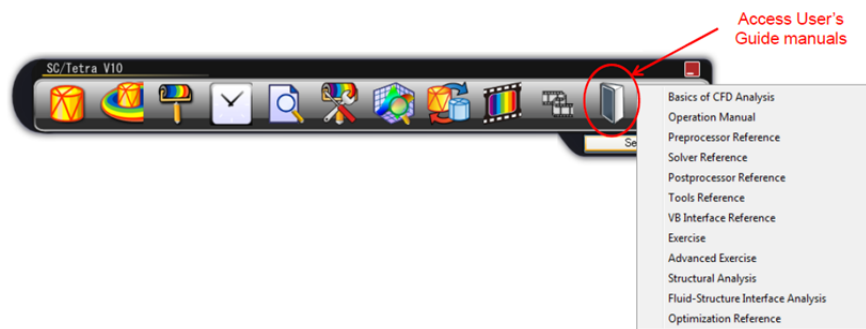 Access User's
Guide manuals
SC/Tetra V10
Se
Basics of CFD Analysis
Operation Manual
Preprocessor Reference
Solver Reference
Postprocessor Reference
Tools Reference
VB Interface Reference
Exercise
Advanced Exercise
Structural Analysis
Fluid-Structure Interface Analysis
Optimization Reference